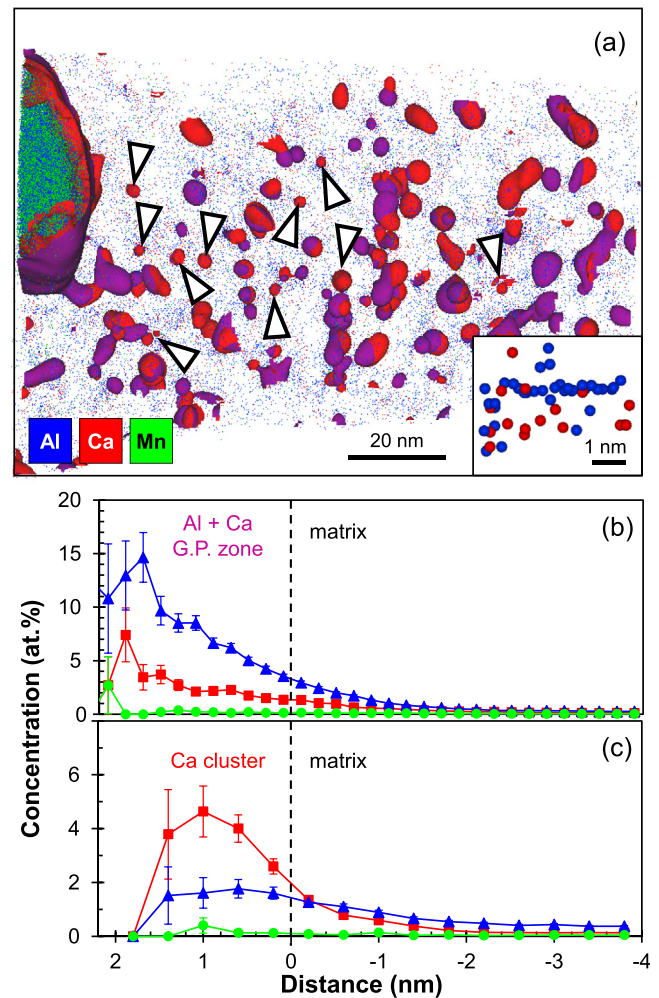 (a)
Al Ca Mn
20 nm
1 nm
20
Al + Ca
G.P. zone
matrix
(b)
15
10
5
0
Ca cluster
matrix
(c)
6
4
2
0
Concentration (at.%)
2 1 0 -1 -2 -3 -4
Distance (nm)